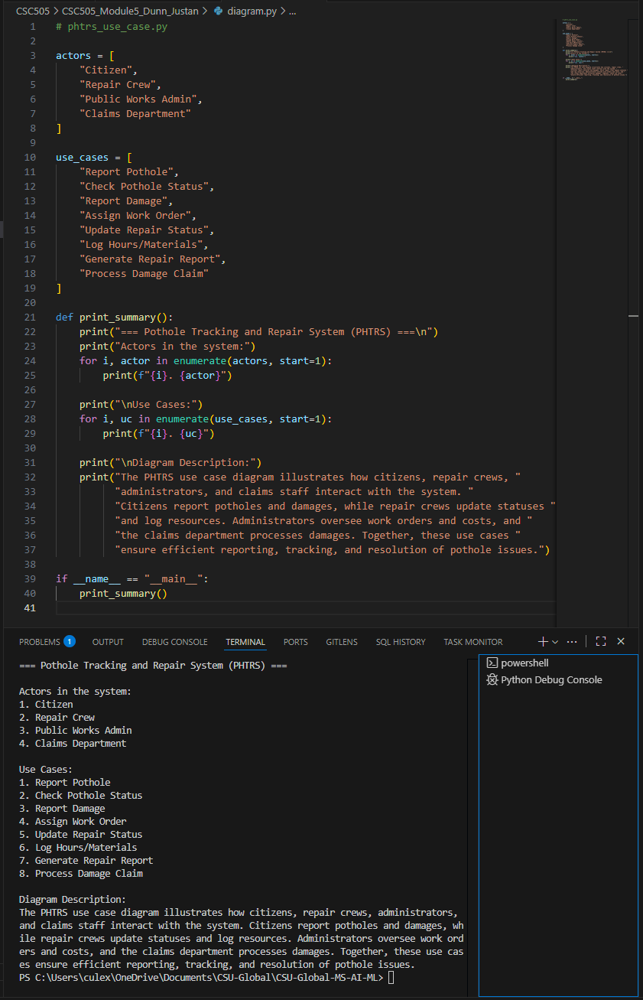 CSC505 > CSC505_Module5_Dunn_Justan > diagram.py > ...
1 # phtrs_use_case.py
2
3 actors = [
4     "Citizen",
5     "Repair Crew",
6     "Public Works Admin",
7     "Claims Department"
8 ]
9
10 use_cases = [
11     "Report Pothole",
12     "Check Pothole Status",
13     "Report Damage",
14     "Assign Work Order",
15     "Update Repair Status",
16     "Log Hours/Materials",
17     "Generate Repair Report",
18     "Process Damage Claim"
19 ]
20
21 def print_summary():
22     print("=== Pothole Tracking and Repair System (PHTRS) ===\n")
23     print("Actors in the system:")
24     for i, actor in enumerate(actors, start=1):
25         print(f"{i}. {actor}")
26
27     print("\nUse Cases:")
28     for i, uc in enumerate(use_cases, start=1):
29         print(f"{i}. {uc}")
30
31     print("\nDiagram Description:")
32     print("The PHTRS use case diagram illustrates how citizens, repair crews, "
33           "administrators, and claims staff interact with the system. "
34           "Citizens report potholes and damages, while repair crews update statuses "
35           "and log resources. Administrators oversee work orders and costs, and "
36           "the claims department processes damages. Together, these use cases "
37           "ensure efficient reporting, tracking, and resolution of pothole issues.")
38
39 if __name__ == "__main__":
40     print_summary()
41
PROBLEMS 1 OUTPUT DEBUG CONSOLE TERMINAL PORTS GITLENS SQL HISTORY TASK MONITOR
powershell
Python Debug Console
=== Pothole Tracking and Repair System (PHTRS) ===

Actors in the system:
1. Citizen
2. Repair Crew
3. Public Works Admin
4. Claims Department

Use Cases:
1. Report Pothole
2. Check Pothole Status
3. Report Damage
4. Assign Work Order
5. Update Repair Status
6. Log Hours/Materials
7. Generate Repair Report
8. Process Damage Claim

Diagram Description:
The PHTRS use case diagram illustrates how citizens, repair crews, administrators,
and claims staff interact with the system. Citizens report potholes and damages, wh
ile repair crews update statuses and log resources. Administrators oversee work ord
ers and costs, and the claims department processes damages. Together, these use cas
es ensure efficient reporting, tracking, and resolution of pothole issues.
PS C:\Users\culex\OneDrive\Documents\CSU-Global\CSU-Global-MS-AI-ML>